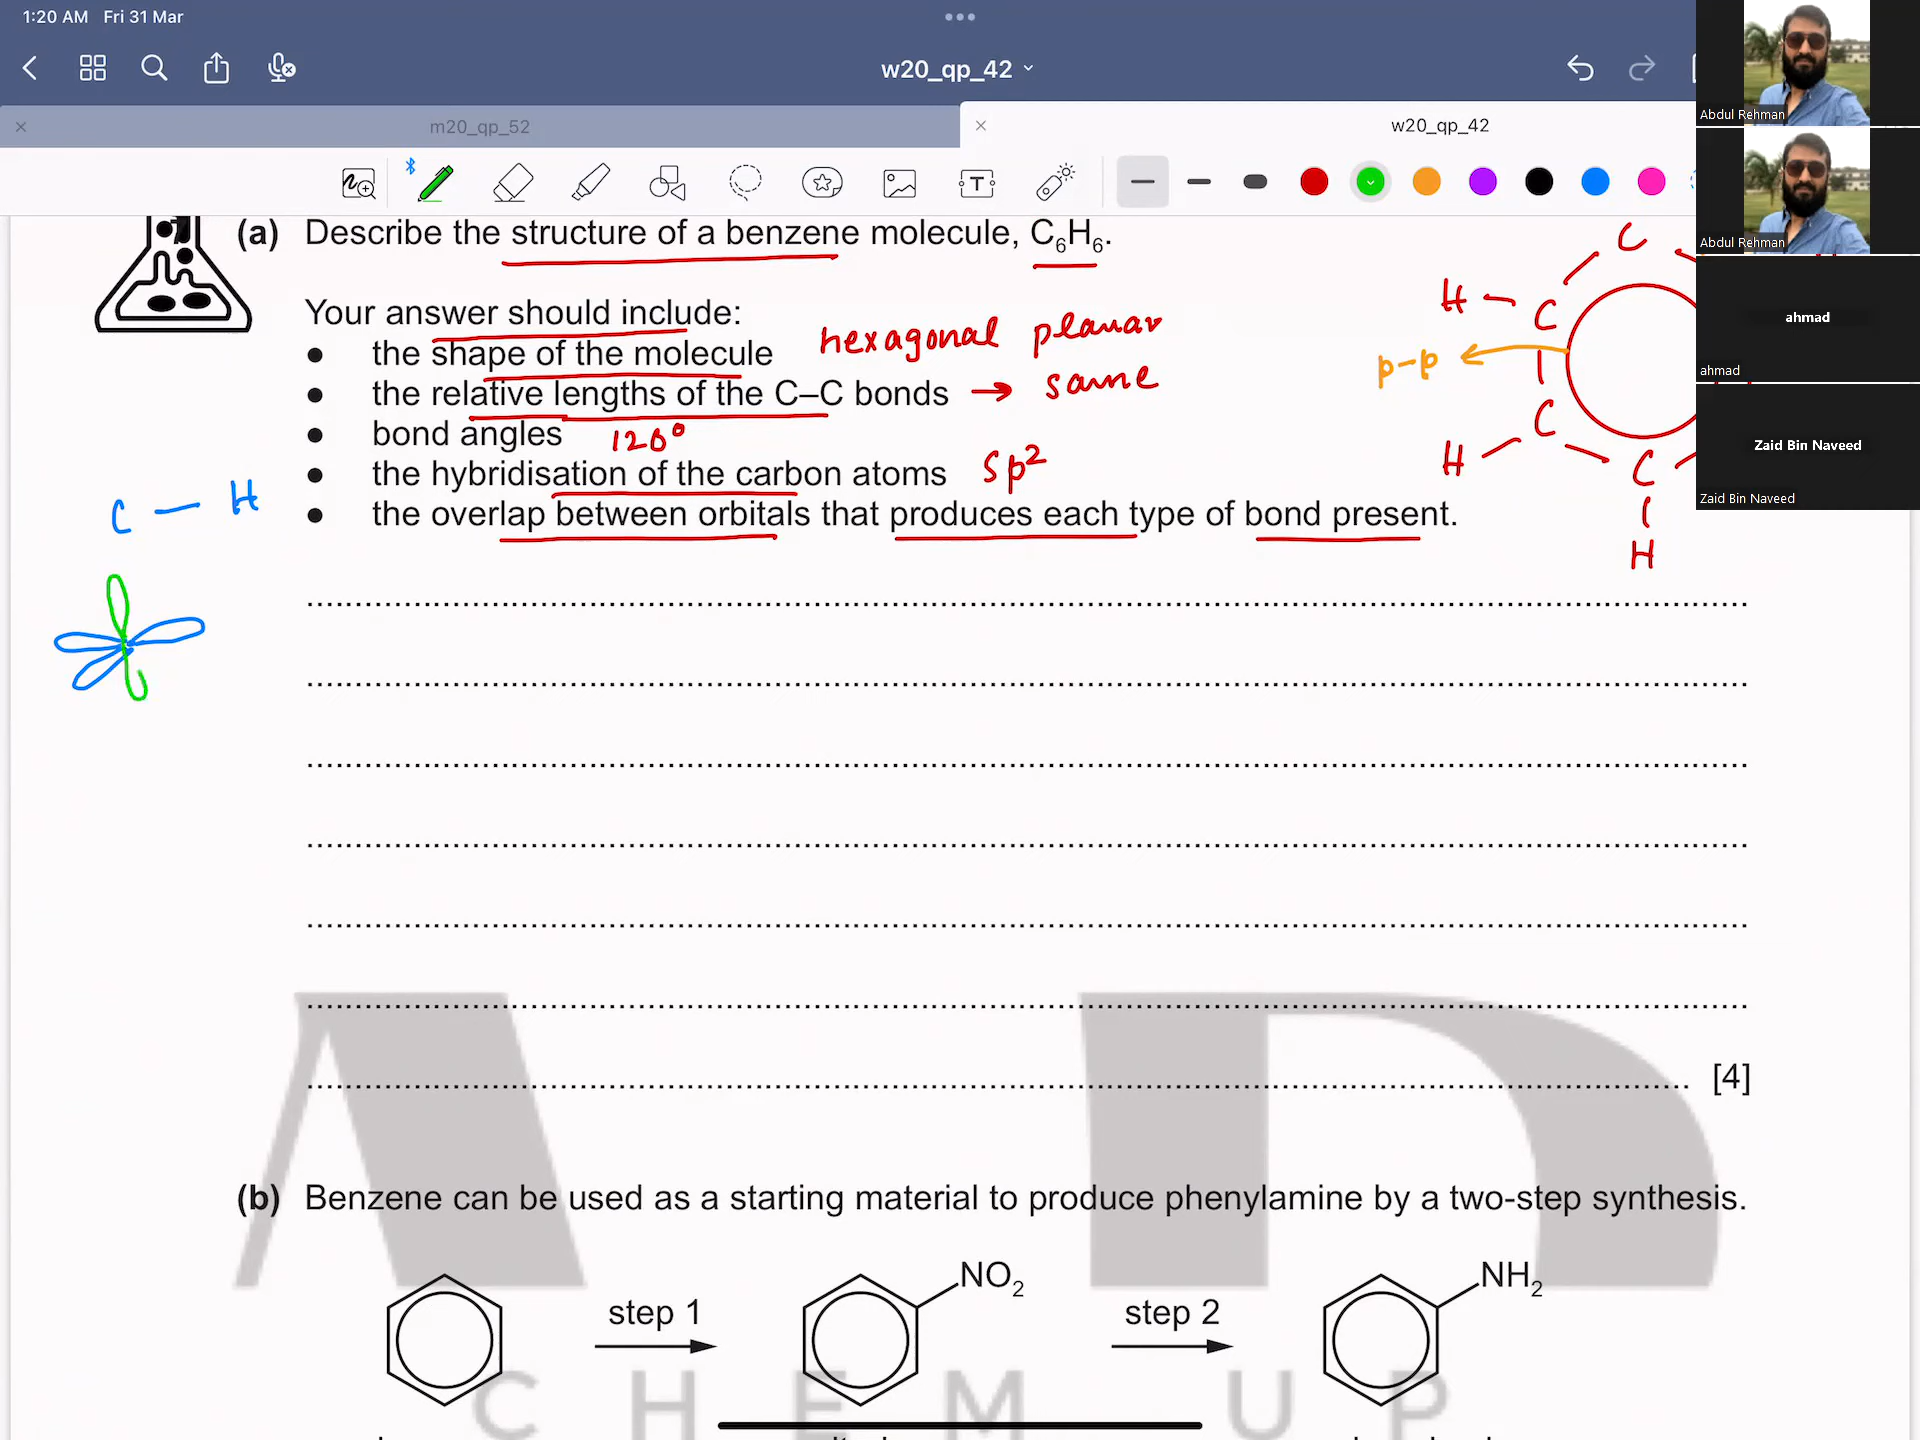 1:20 AM Fri 31 Mar
w20_qp_42
m20_qp_52
w20_qp_42
Abdul Rehman
Abdul Rehman
ahmad
ahmad
Zaid Bin Naveed
Zaid Bin Naveed
7 (a) Describe the structure of a benzene molecule, C₆H₆.
Your answer should include:
• the shape of the molecule hexagonal planar
• the relative lengths of the C–C bonds → same
• bond angles 120°
• the hybridisation of the carbon atoms sp²
• the overlap between orbitals that produces each type of bond present.
C
H – C
p-p
C
H
C
H
C — H
[4]
(b) Benzene can be used as a starting material to produce phenylamine by a two-step synthesis.
step 1
NO₂
step 2
NH₂
CHEM UP